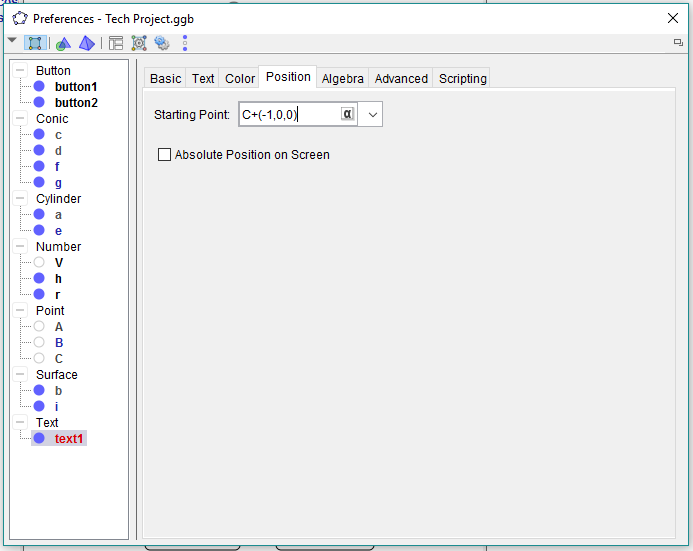 Preferences - Tech Project.ggb
Button
button1
button2
Conic
c
d
f
g
Cylinder
a
e
Number
V
h
r
Point
A
B
C
Surface
b
i
Text
text1
Basic Text Color Position Algebra Advanced Scripting
Starting Point: C+(-1,0,0) α
Absolute Position on Screen